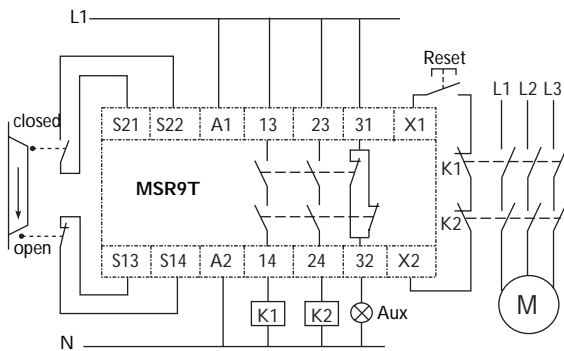 L1
Reset
L1 L2 L3
closed
S21 S22 A1 13 23 31 X1
MSR9T
K1
K2
open
S13 S14 A2 14 24 32 X2
K1 K2 Aux
M
N